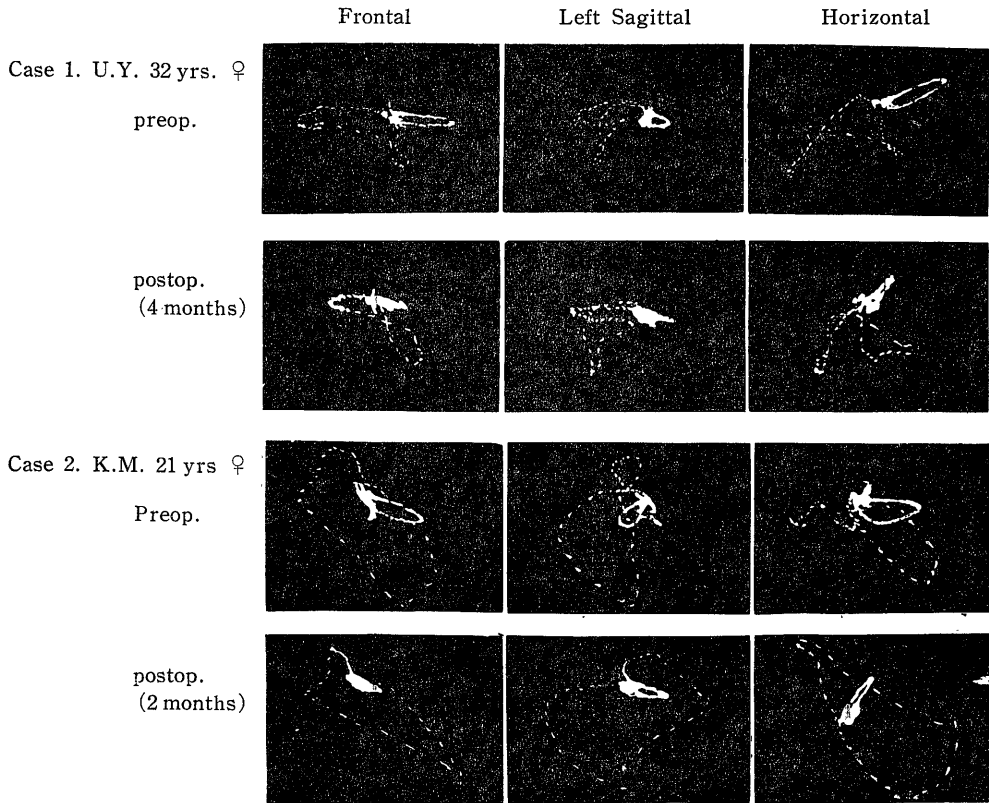 Frontal Left Sagittal Horizontal
Case 1. U.Y. 32 yrs. ♀
preop.
postop.
(4 months)
Case 2. K.M. 21 yrs ♀
Preop.
postop.
(2 months)